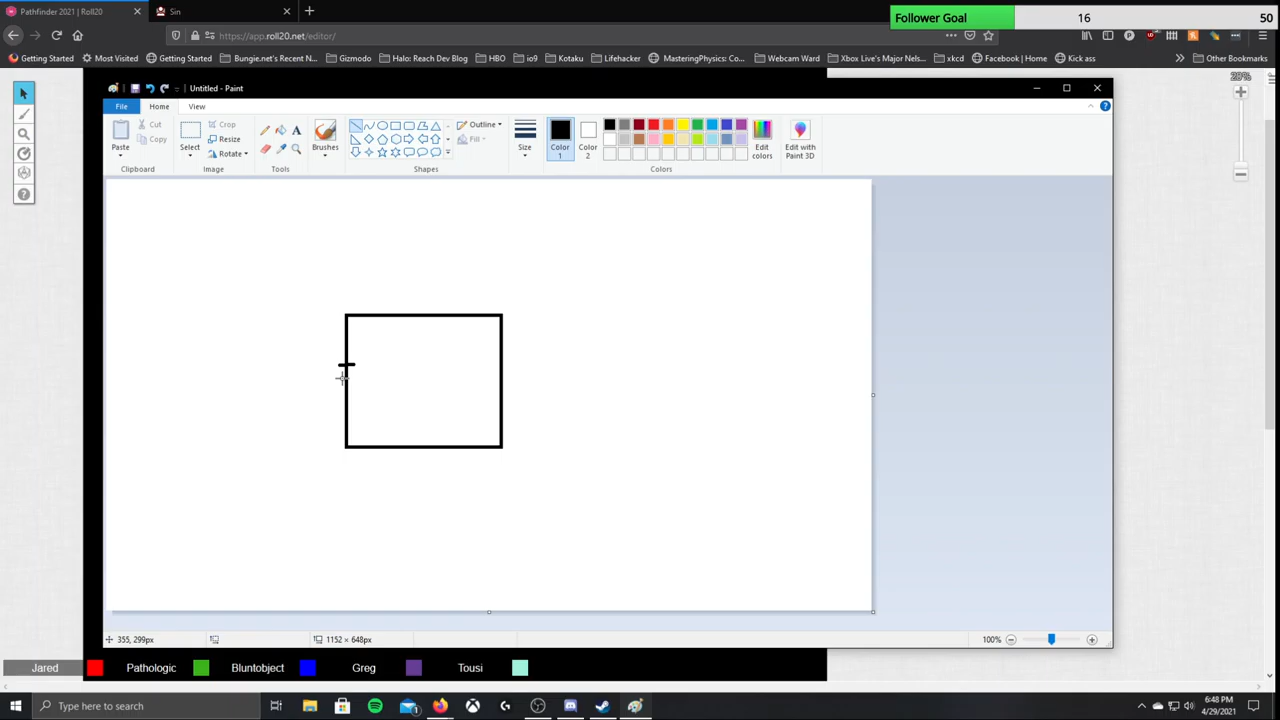 Pathfinder 2021 | Roll20
Sin
Follower Goal
16
50
https://app.roll20.net/editor/
Getting Started
Most Visited
Getting Started
Bungie.net's Recent N...
Gizmodo
Halo: Reach Dev Blog
HBO
io9
Kotaku
Lifehacker
MasteringPhysics: Co...
Webcam Ward
Xbox Live's Major Nels...
xkcd
Facebook | Home
Kick ass
Other Bookmarks
Untitled - Paint
File
Home
View
Paste
Cut
Copy
Clipboard
Select
Crop
Resize
Rotate
Image
Tools
Brushes
Shapes
Outline
Fill
Size
Color 1
Color 2
Edit colors
Colors
Edit with Paint 3D
355, 299px
1152 × 648px
100%
Jared
Pathologic
Bluntobject
Greg
Tousi
Type here to search
6:48 PM
4/29/2021